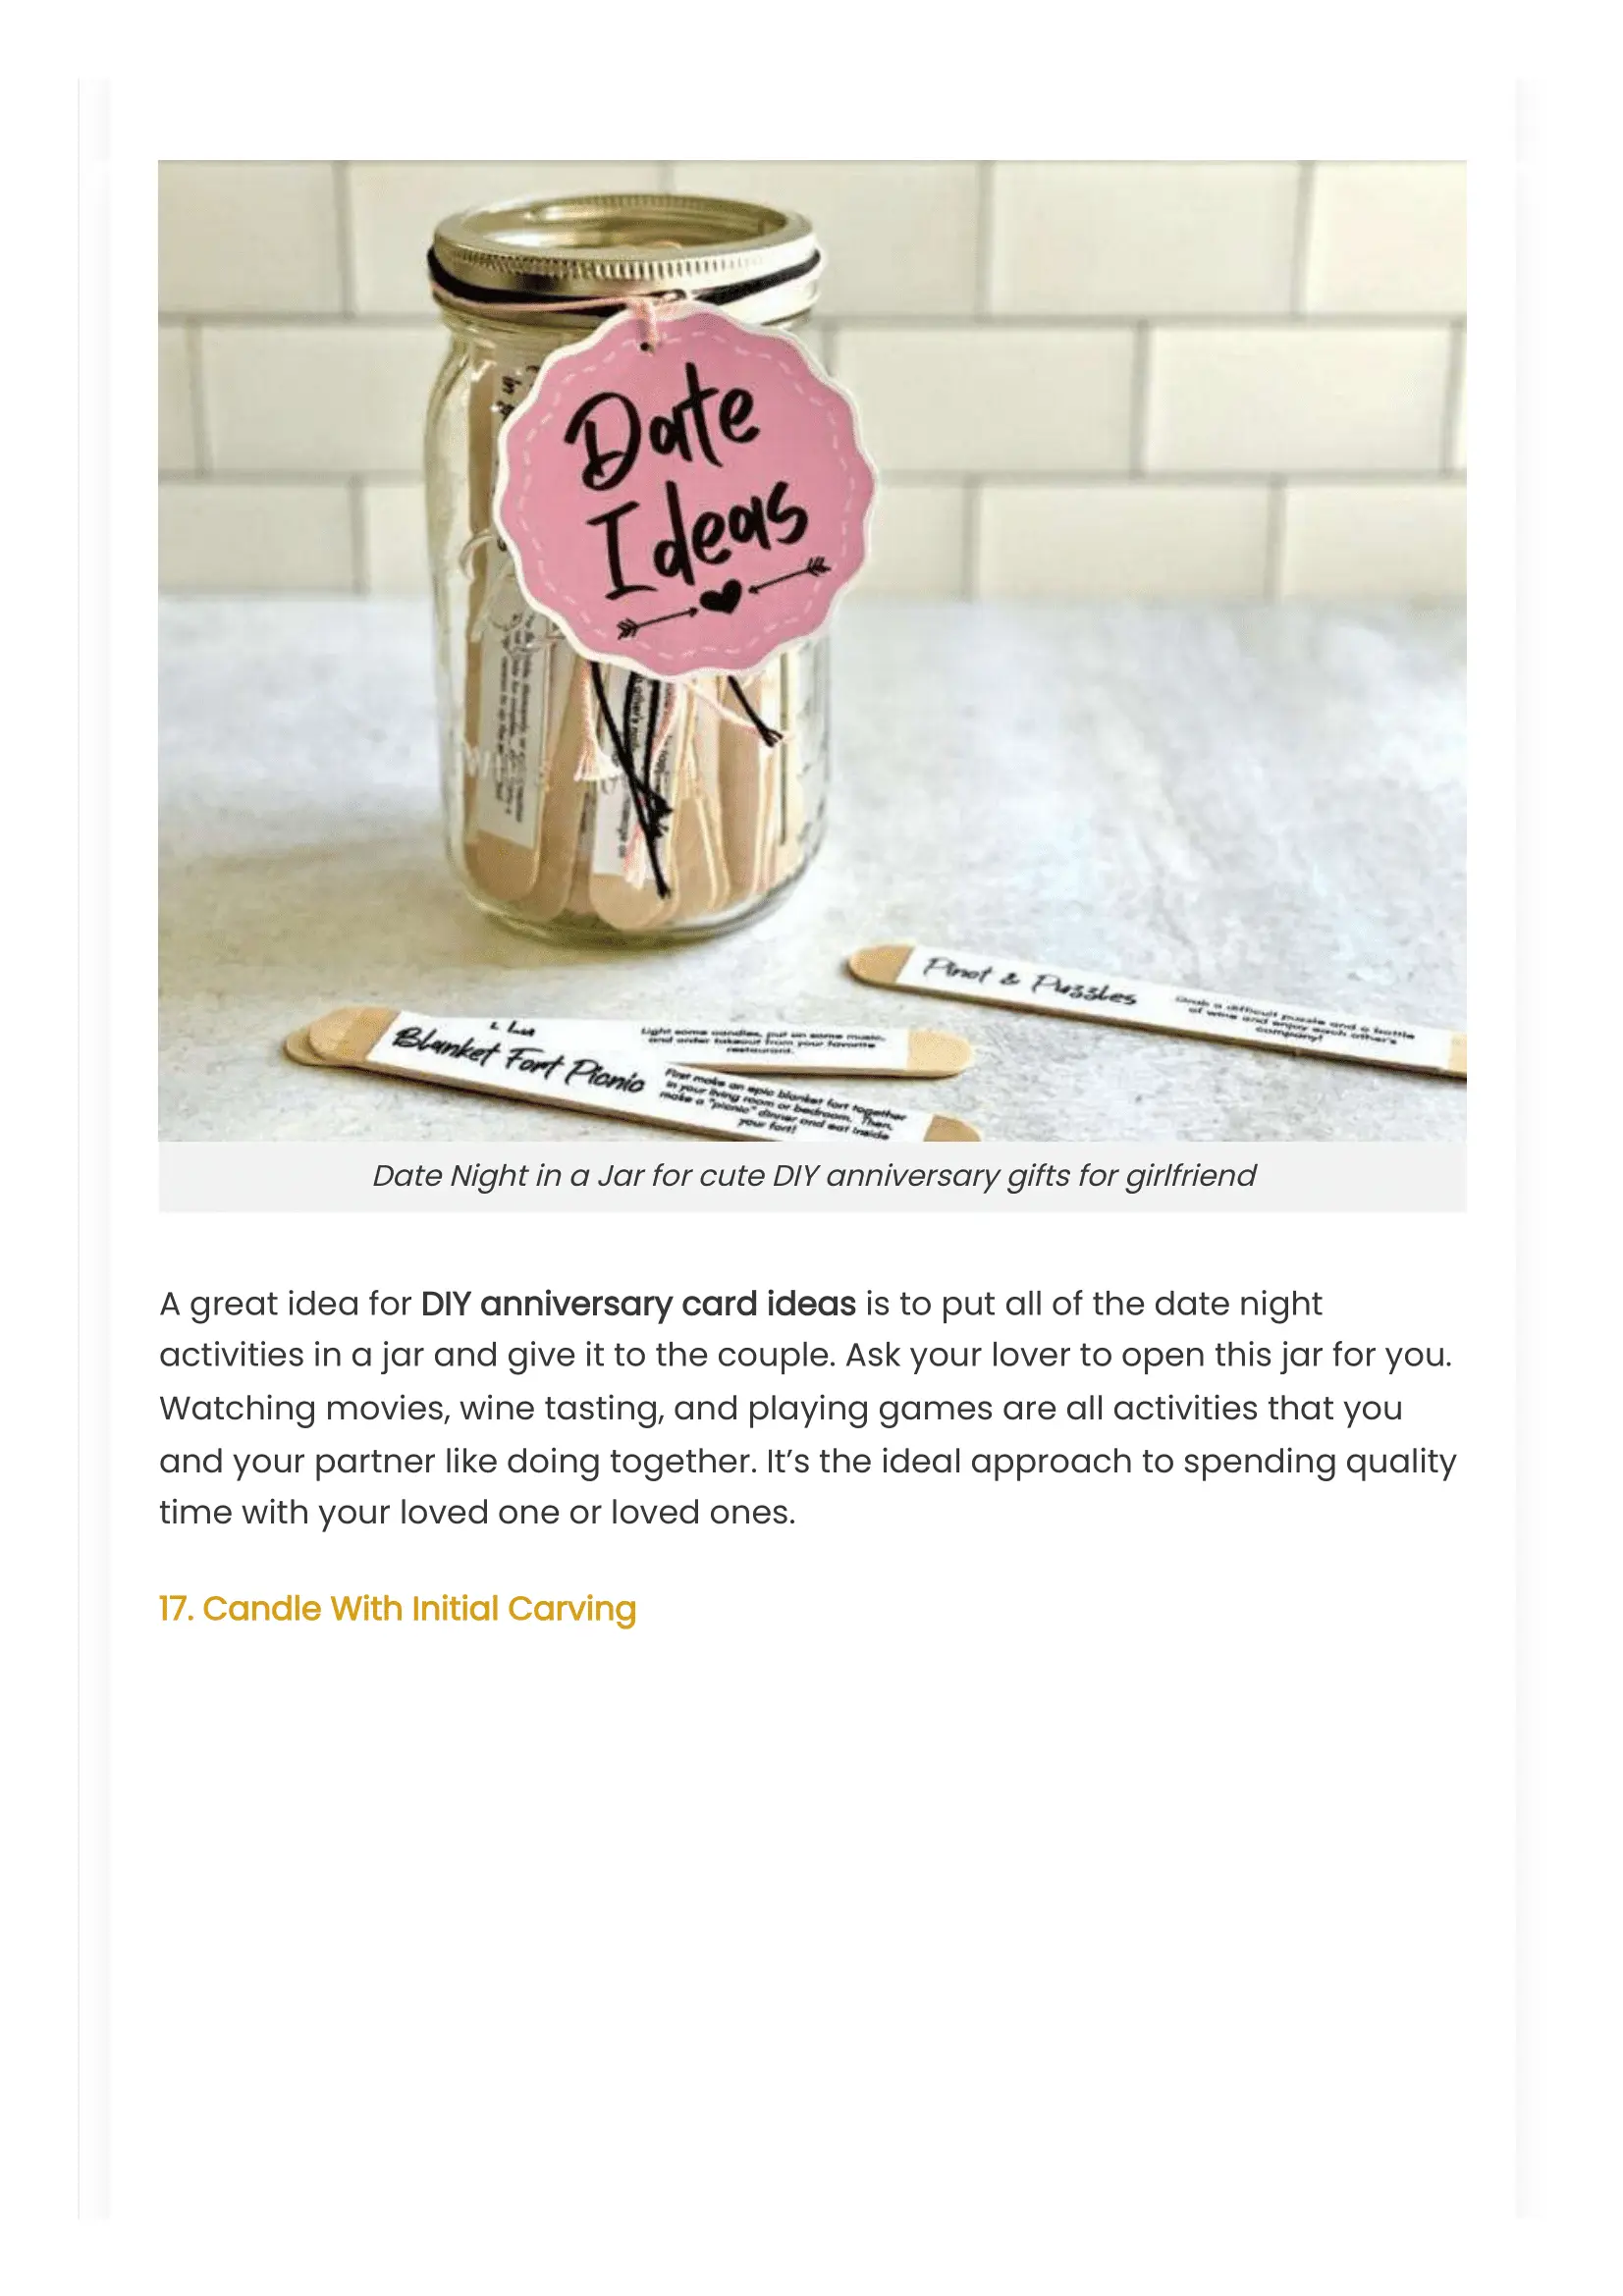 Date
Ideas
Pinot & Puzzles
Grab a difficult puzzle and a bottle
of wine and enjoy each other's
company!
Light some candles, put on some music,
and order takeout from your favorite
restaurant.
Blanket Fort Picnic
First make an epic blanket fort together
in your living room or bedroom. Then,
make a "picnic" dinner and eat inside
your fort!
Date Night in a Jar for cute DIY anniversary gifts for girlfriend
A great idea for DIY anniversary card ideas is to put all of the date night
activities in a jar and give it to the couple. Ask your lover to open this jar for you.
Watching movies, wine tasting, and playing games are all activities that you
and your partner like doing together. It’s the ideal approach to spending quality
time with your loved one or loved ones.
17. Candle With Initial Carving